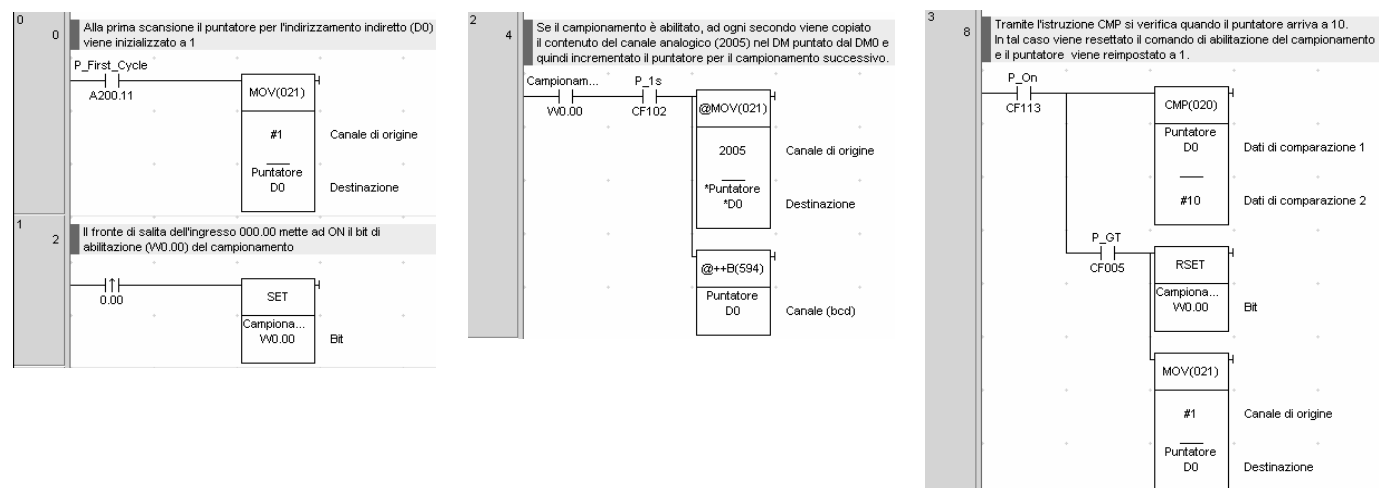 0
0
Alla prima scansione il puntatore per l'indirizzamento indiretto (D0)
viene inizializzato a 1
P_First_Cycle
A200.11
MOV(021)
#1
Canale di origine
Puntatore
D0
Destinazione
1
2
Il fronte di salita dell'ingresso 000.00 mette ad ON il bit di
abilitazione (W0.00) del campionamento
0.00
SET
Campiona...
W0.00
Bit
2
4
Se il campionamento è abilitato, ad ogni secondo viene copiato
il contenuto del canale analogico (2005) nel DM puntato dal DM0 e
quindi incrementato il puntatore per il campionamento successivo.
Campionam...
W0.00
P_1s
CF102
@MOV(021)
2005
Canale di origine
*Puntatore
*D0
Destinazione
@++B(594)
Puntatore
D0
Canale (bcd)
3
8
Tramite l'istruzione CMP si verifica quando il puntatore arriva a 10.
In tal caso viene resettato il comando di abilitazione del campionamento
e il puntatore viene reimpostato a 1.
P_On
CF113
CMP(020)
Puntatore
D0
Dati di comparazione 1
#10
Dati di comparazione 2
P_GT
CF005
RSET
Campiona...
W0.00
Bit
MOV(021)
#1
Canale di origine
Puntatore
D0
Destinazione